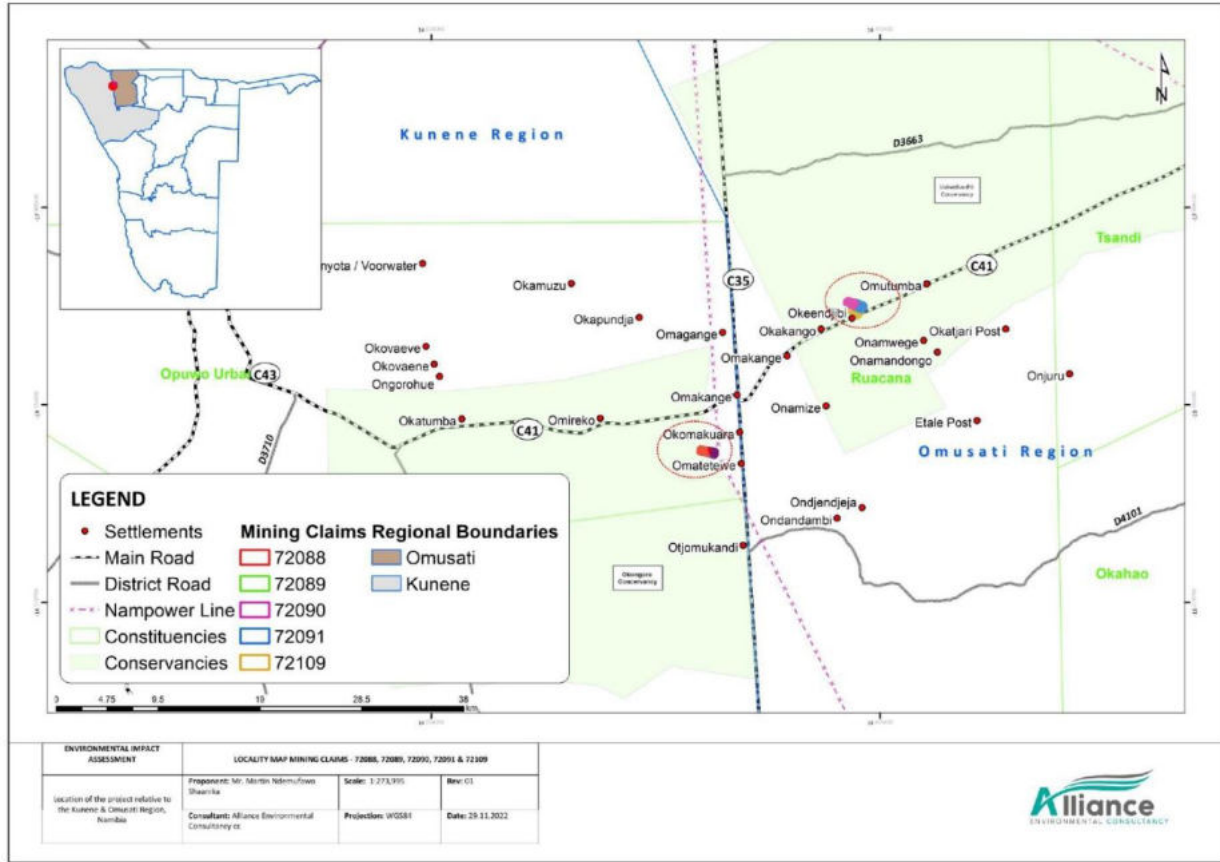 N
Kunene Region
D3663
Conservancy
Tsandi
C41
nyota / Voorwater
Okamuzu
C35
Omutumba
Okeendjibi
Okapundja
Omagange
Okakango
Okatjari Post
Onamwege
Okovaeve
Omakange
Onamandongo
Okovaene
Ruacana
Opuwo Urba
C43
Ongorohue
Onjuru
Omakange
Onamize
Okatumba
Omireko
Etale Post
C41
Okomakuara
Omusati Region
D3710
Omatetewe
Ondjendjeja
Ondandambi
D4101
Otjomukandi
Conservancy
Okahao
LEGEND
Settlements
Main Road
District Road
Nampower Line
Constituencies
Conservancies
Mining Claims
72088
72089
72090
72091
72109
Regional Boundaries
Omusati
Kunene
0 4.75 9.5 19 28.5 38
km
ENVIRONMENTAL IMPACT
ASSESSMENT
Location of the project relative to
the Kunene & Omusati Region,
Namibia
LOCALITY MAP MINING CLAIMS - 72088, 72089, 72090, 72091 & 72109
Proponent: Mr. Martin Ndemufowo
Shaanika
Scale: 1:273,995
Rev: 01
Consultant: Alliance Environmental
Consultancy cc
Projection: WGS84
Date: 29.11.2022
Alliance
ENVIRONMENTAL CONSULTANCY